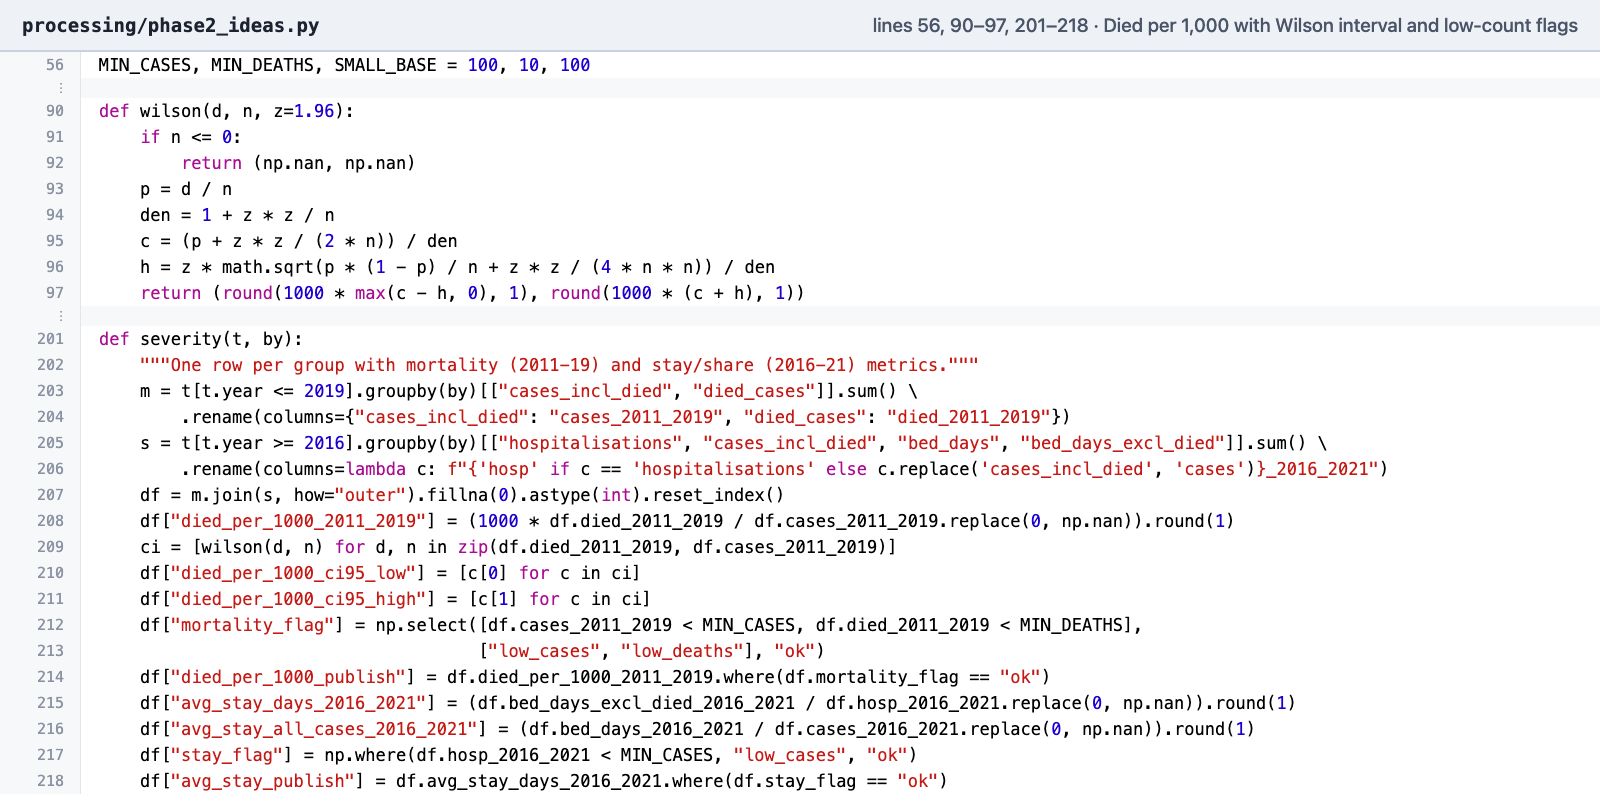 processing/phase2_ideas.py
lines 56, 90–97, 201–218 · Died per 1,000 with Wilson interval and low-count flags
56 MIN_CASES, MIN_DEATHS, SMALL_BASE = 100, 10, 100
⋮
90 def wilson(d, n, z=1.96):
91     if n <= 0:
92         return (np.nan, np.nan)
93     p = d / n
94     den = 1 + z * z / n
95     c = (p + z * z / (2 * n)) / den
96     h = z * math.sqrt(p * (1 - p) / n + z * z / (4 * n * n)) / den
97     return (round(1000 * max(c - h, 0), 1), round(1000 * (c + h), 1))
⋮
201 def severity(t, by):
202     """One row per group with mortality (2011–19) and stay/share (2016–21) metrics."""
203     m = t[t.year <= 2019].groupby(by)[["cases_incl_died", "died_cases"]].sum() \
204         .rename(columns={"cases_incl_died": "cases_2011_2019", "died_cases": "died_2011_2019"})
205     s = t[t.year >= 2016].groupby(by)[["hospitalisations", "cases_incl_died", "bed_days", "bed_days_excl_died"]].sum() \
206         .rename(columns=lambda c: f"{'hosp' if c == 'hospitalisations' else c.replace('cases_incl_died', 'cases')}_2016_2021")
207     df = m.join(s, how="outer").fillna(0).astype(int).reset_index()
208     df["died_per_1000_2011_2019"] = (1000 * df.died_2011_2019 / df.cases_2011_2019.replace(0, np.nan)).round(1)
209     ci = [wilson(d, n) for d, n in zip(df.died_2011_2019, df.cases_2011_2019)]
210     df["died_per_1000_ci95_low"] = [c[0] for c in ci]
211     df["died_per_1000_ci95_high"] = [c[1] for c in ci]
212     df["mortality_flag"] = np.select([df.cases_2011_2019 < MIN_CASES, df.died_2011_2019 < MIN_DEATHS],
213                                      ["low_cases", "low_deaths"], "ok")
214     df["died_per_1000_publish"] = df.died_per_1000_2011_2019.where(df.mortality_flag == "ok")
215     df["avg_stay_days_2016_2021"] = (df.bed_days_excl_died_2016_2021 / df.hosp_2016_2021.replace(0, np.nan)).round(1)
216     df["avg_stay_all_cases_2016_2021"] = (df.bed_days_2016_2021 / df.cases_2016_2021.replace(0, np.nan)).round(1)
217     df["stay_flag"] = np.where(df.hosp_2016_2021 < MIN_CASES, "low_cases", "ok")
218     df["avg_stay_publish"] = df.avg_stay_days_2016_2021.where(df.stay_flag == "ok")